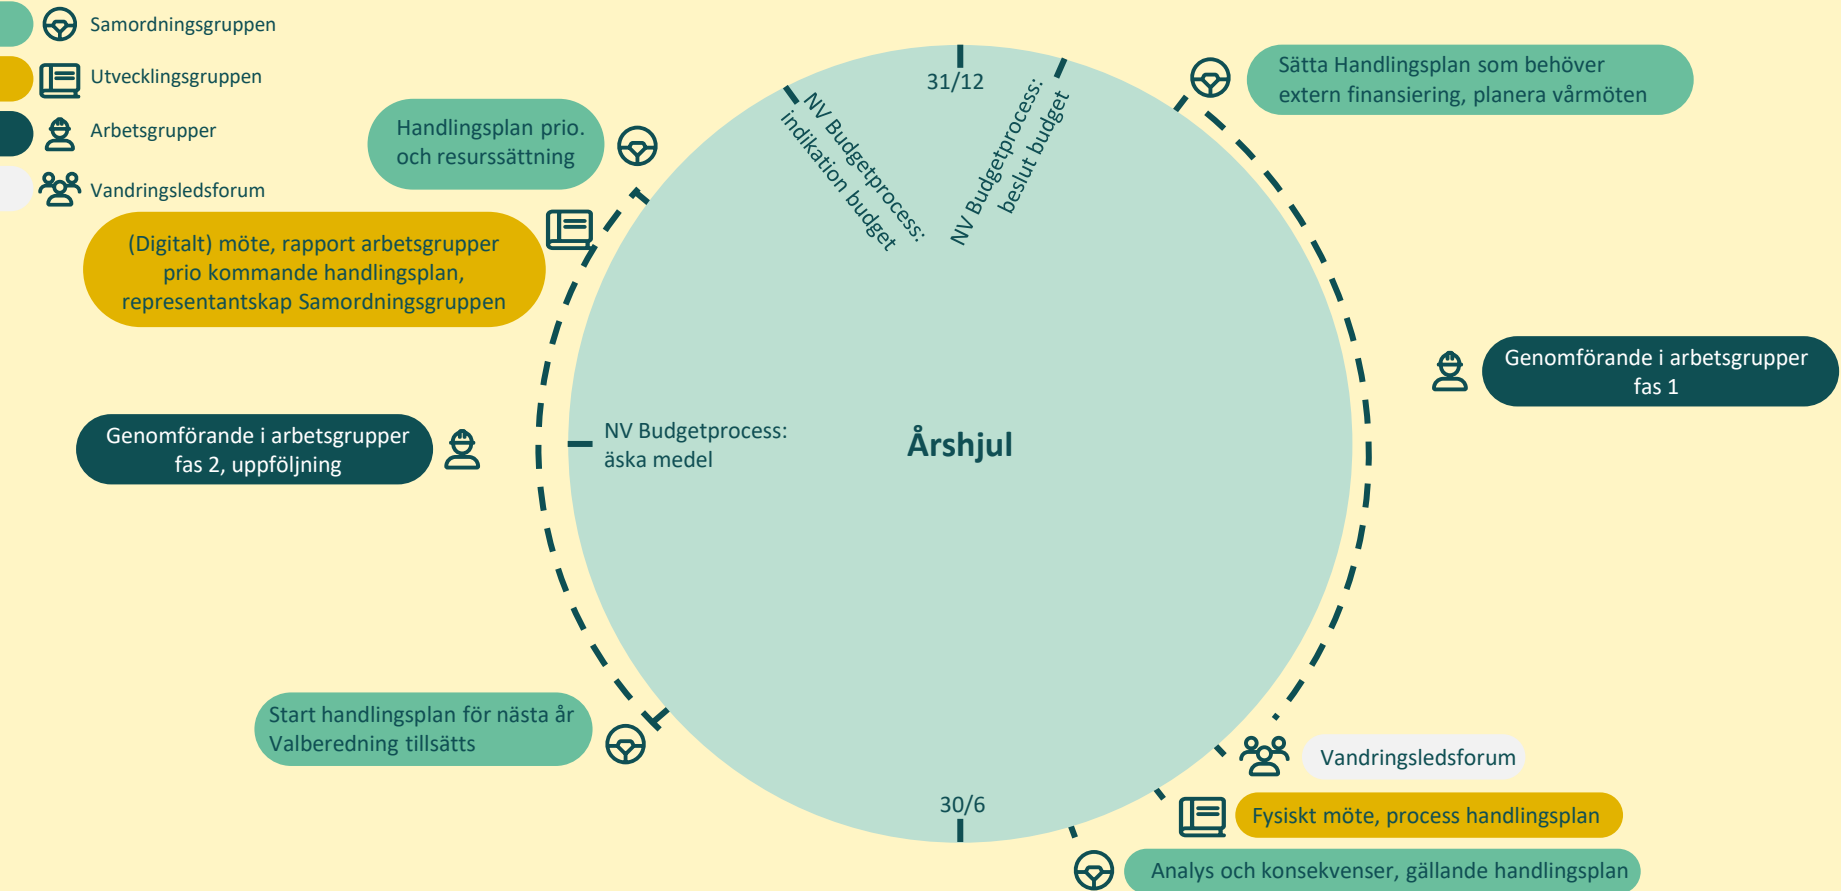 Samordningsgruppen
Utvecklingsgruppen
Arbetsgrupper
Vandringsledsforum
31/12
NV Budgetprocess:
beslut budget
Sätta Handlingsplan som behöver
extern finansiering, planera vårmöten
Genomförande i arbetsgrupper
fas 1
Vandringsledsforum
Fysiskt möte, process handlingsplan
Analys och konsekvenser, gällande handlingsplan
30/6
Start handlingsplan för nästa år
Valberedning tillsätts
Genomförande i arbetsgrupper
fas 2, uppföljning
NV Budgetprocess:
äska medel
(Digitalt) möte, rapport arbetsgrupper
prio kommande handlingsplan,
representantskap Samordningsgruppen
Handlingsplan prio.
och resurssättning
NV Budgetprocess:
indikation budget
Årshjul